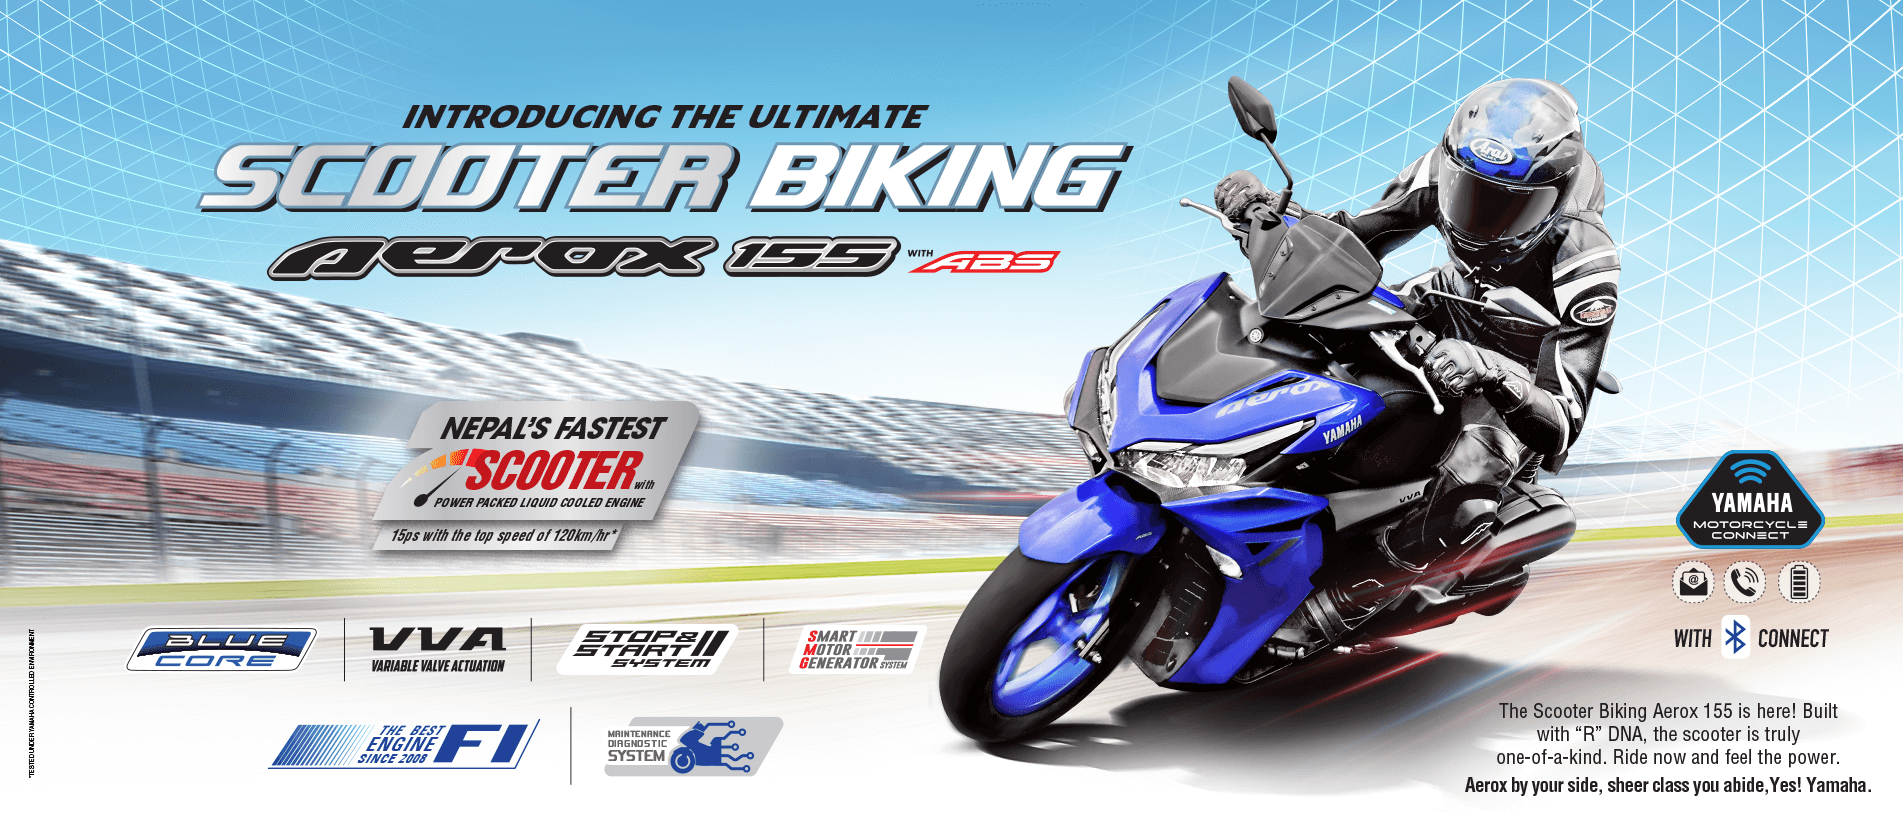 INTRODUCING THE ULTIMATE
SCOOTER BIKING
AEROX 155 WITH ABS
NEPAL'S FASTEST
SCOOTER with
POWER PACKED LIQUID COOLED ENGINE
15ps with the top speed of 120km/hr*
BLUE
CORE
VVA
VARIABLE VALVE ACTUATION
STOP&
START
SYSTEM
SMART
MOTOR
GENERATOR SYSTEM
THE BEST
ENGINE
SINCE 2008
FI
MAINTENANCE
DIAGNOSTIC
SYSTEM
*TESTED UNDER YAMAHA CONTROLLED ENVIRONMENT
Arai
AEROX
YAMAHA
VVA
ABS
YAMAHA
MOTORCYCLE
CONNECT
WITH CONNECT
The Scooter Biking Aerox 155 is here! Built
with “R” DNA, the scooter is truly
one-of-a-kind. Ride now and feel the power.
Aerox by your side, sheer class you abide,Yes! Yamaha.